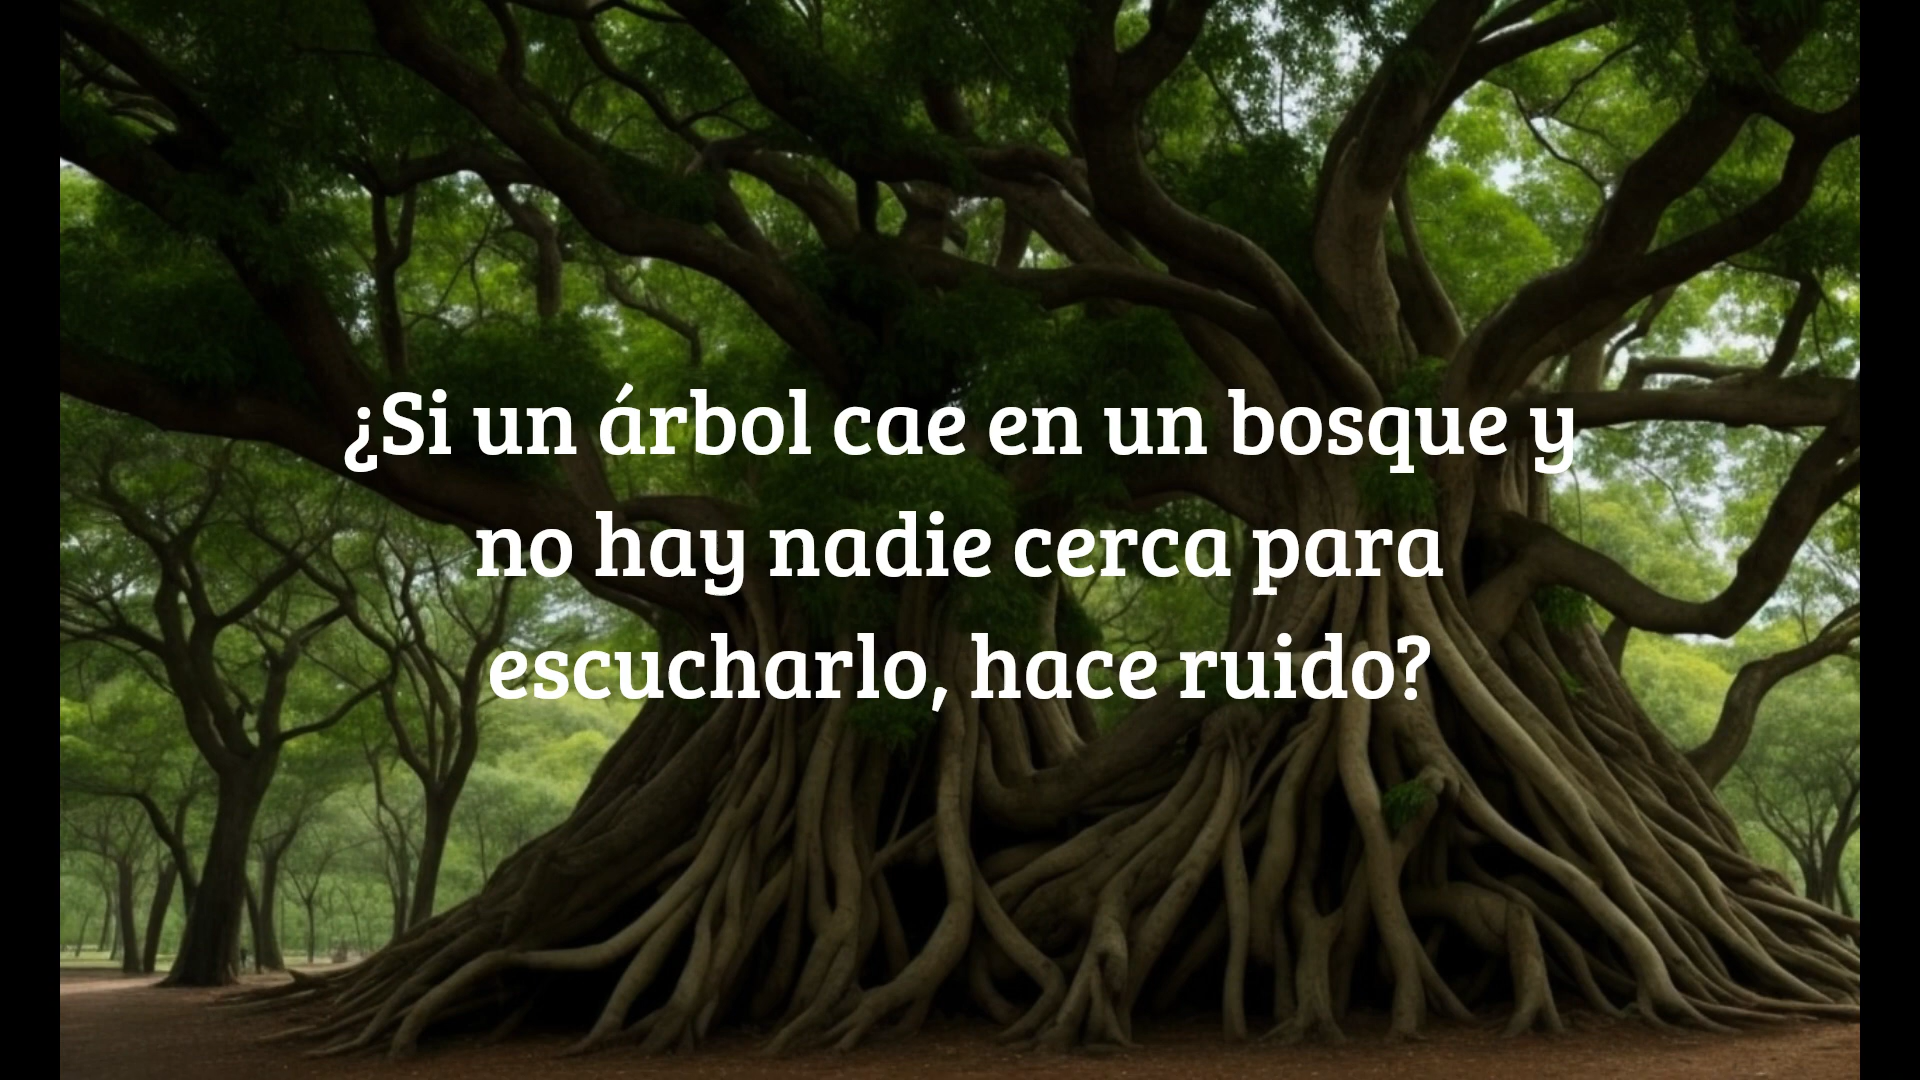 ¿Si un árbol cae en un bosque y
no hay nadie cerca para
escucharlo, hace ruido?